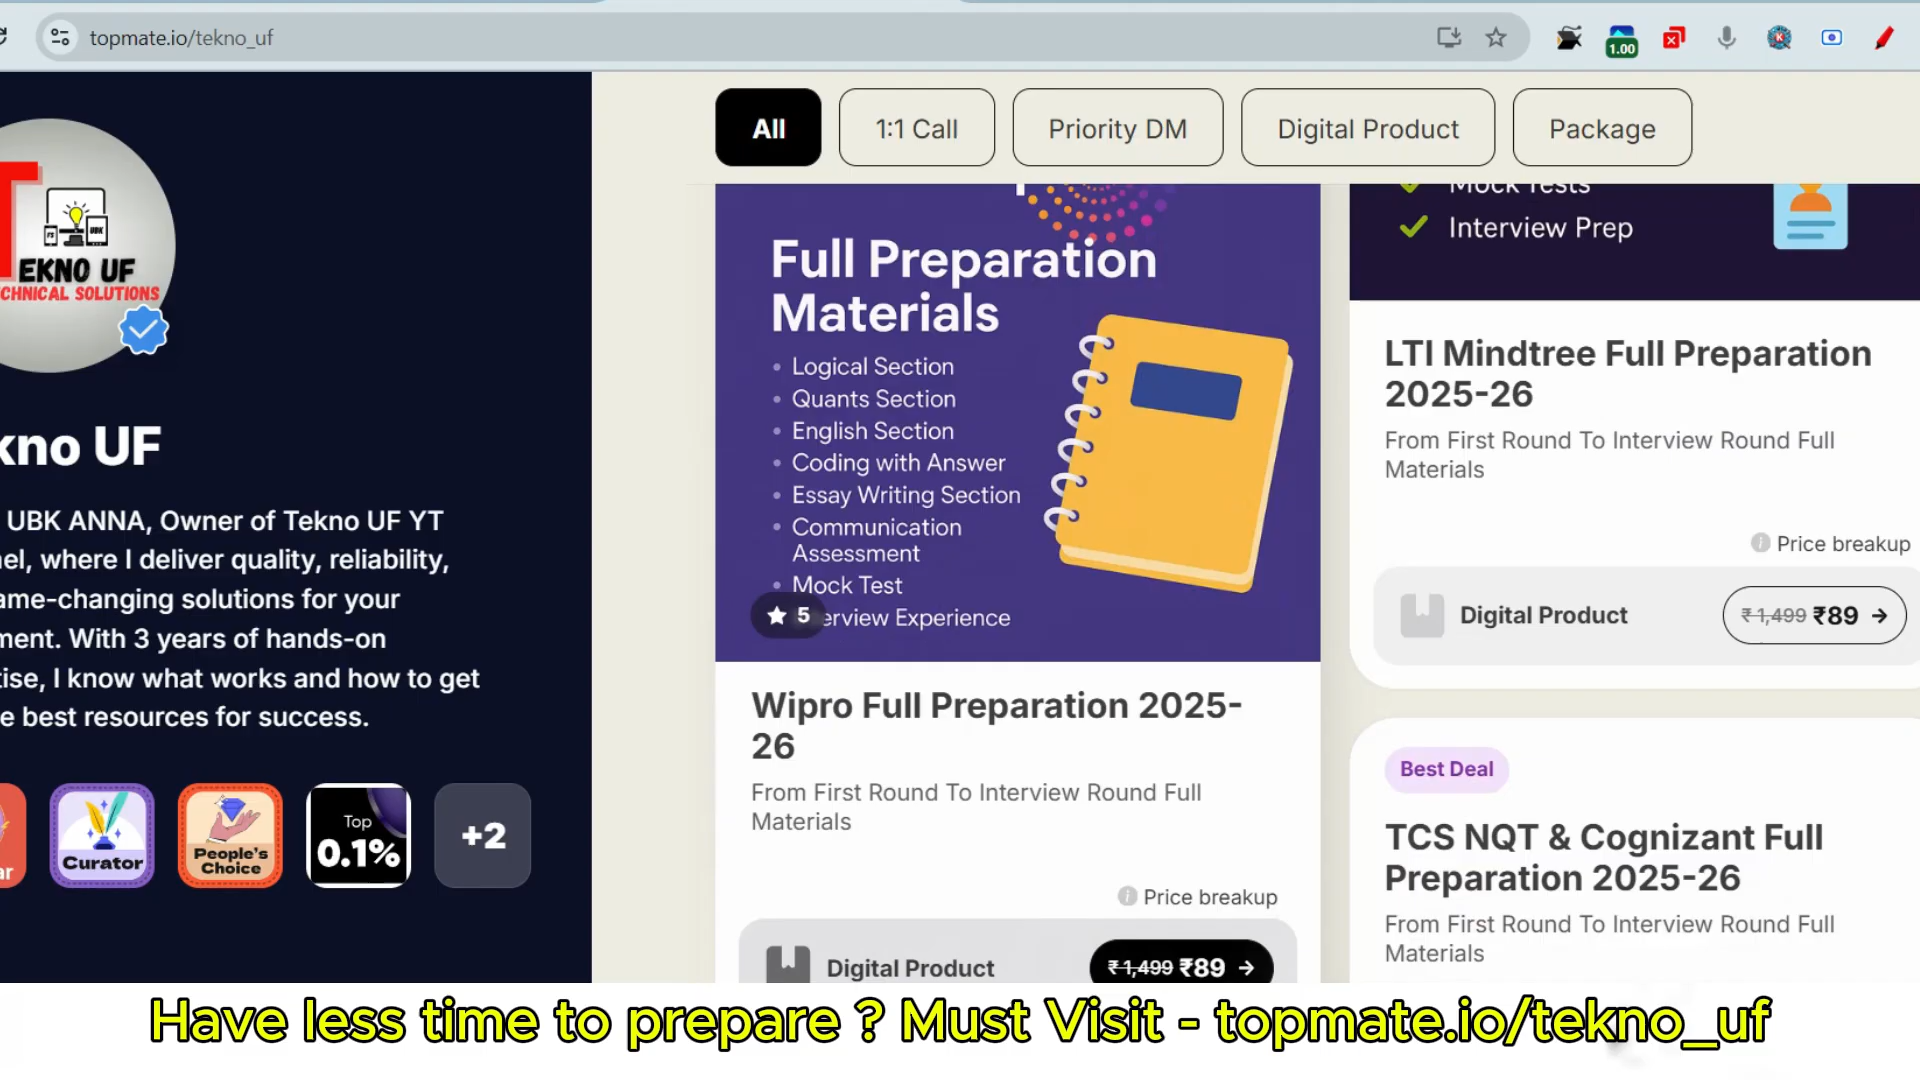 topmate.io/tekno_uf
1.00
All
1:1 Call
Priority DM
Digital Product
Package
EKNO UF
CHNICAL SOLUTIONS
kno UF
UBK ANNA, Owner of Tekno UF YT
el, where I deliver quality, reliability,
ame-changing solutions for your
ment. With 3 years of hands-on
tise, I know what works and how to get
e best resources for success.
ar
Curator
People's
Choice
Top
0.1%
+2
Full Preparation
Materials
• Logical Section
• Quants Section
• English Section
• Coding with Answer
• Essay Writing Section
• Communication
Assessment
• Mock Test
5
erview Experience
Wipro Full Preparation 2025-
26
From First Round To Interview Round Full
Materials
Price breakup
Digital Product
₹1,499 ₹89 →
Mock Tests
Interview Prep
LTI Mindtree Full Preparation
2025-26
From First Round To Interview Round Full
Materials
Price breakup
Digital Product
₹1,499 ₹89 →
Best Deal
TCS NQT & Cognizant Full
Preparation 2025-26
From First Round To Interview Round Full
Materials
Have less time to prepare ? Must Visit - topmate.io/tekno_uf